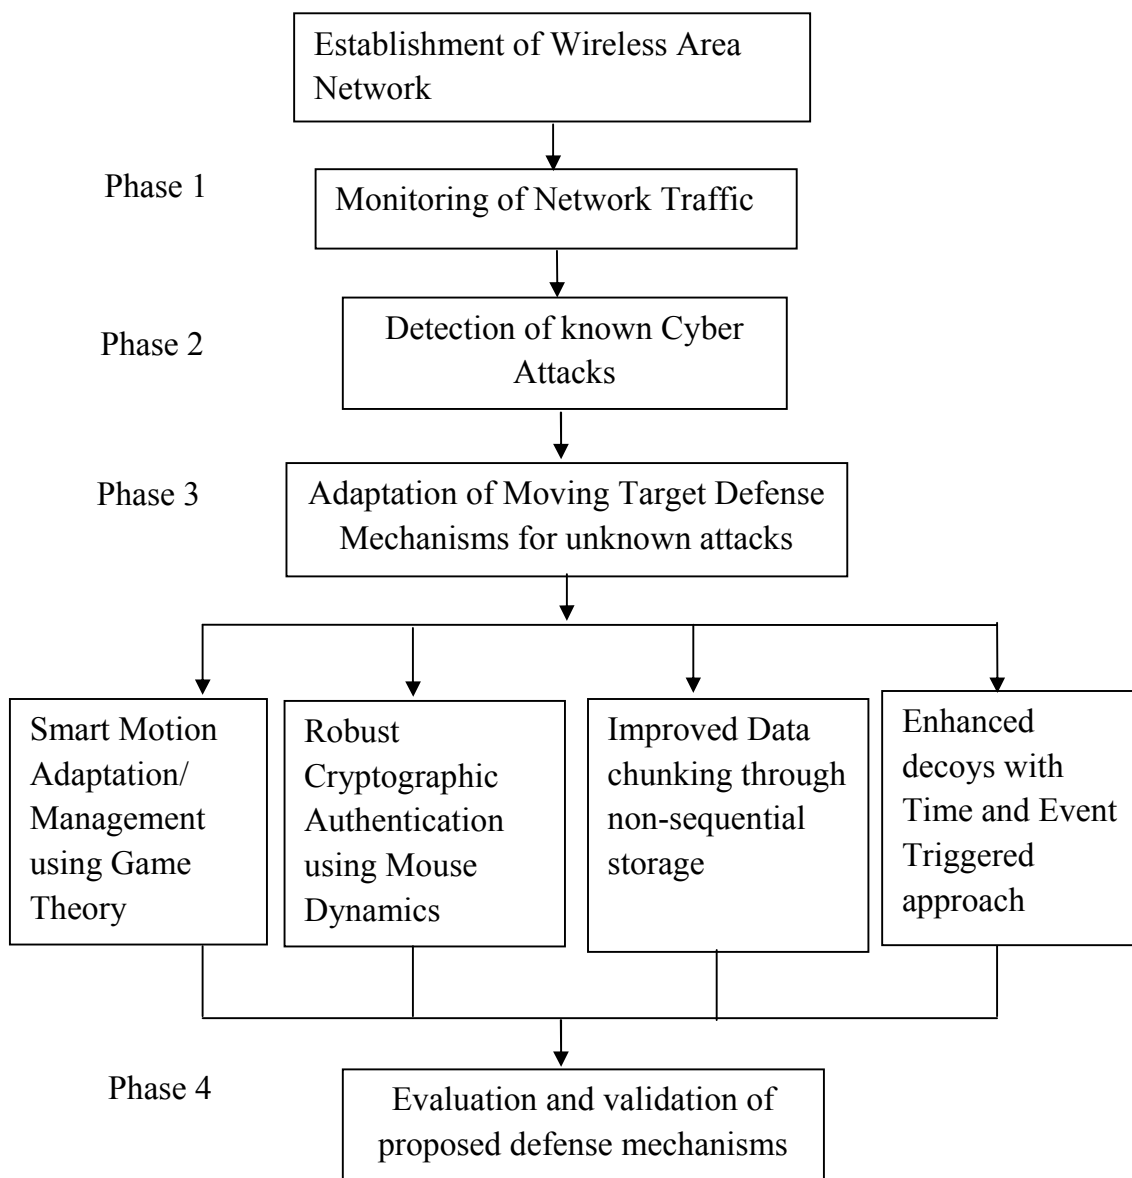 Establishment of Wireless Area
Network
Phase 1
Monitoring of Network Traffic
Phase 2
Detection of known Cyber
Attacks
Phase 3
Adaptation of Moving Target Defense
Mechanisms for unknown attacks
Smart Motion
Adaptation/
Management
using Game
Theory
Robust
Cryptographic
Authentication
using Mouse
Dynamics
Improved Data
chunking through
non-sequential
storage
Enhanced
decoys with
Time and Event
Triggered
approach
Phase 4
Evaluation and validation of
proposed defense mechanisms